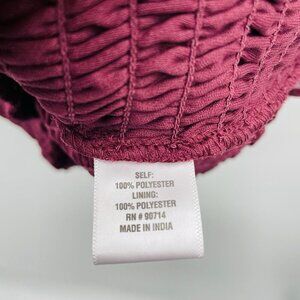 SELF:
100% POLYESTER
LINING:
100% POLYESTER
RN # 90714
MADE IN INDIA